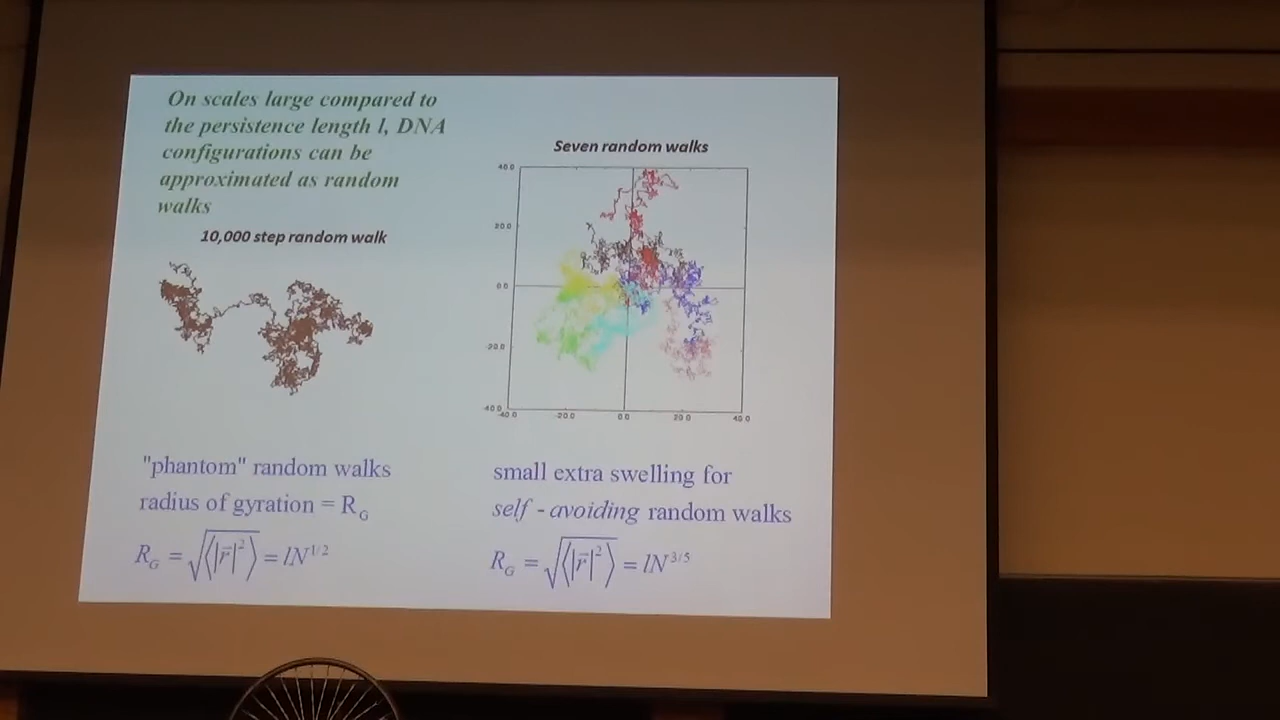 On scales large compared to
the persistence length l, DNA
configurations can be
approximated as random
walks
10,000 step random walk
"phantom" random walks
radius of gyration = R_G
R_G = √⟨|r⃗|²⟩ = lN^1/2
Seven random walks
40.0
20.0
0.0
-20.0
-40.0
-40.0 -20.0 0.0 20.0 40.0
small extra swelling for
self - avoiding random walks
R_G = √⟨|r⃗|²⟩ = lN^3/5